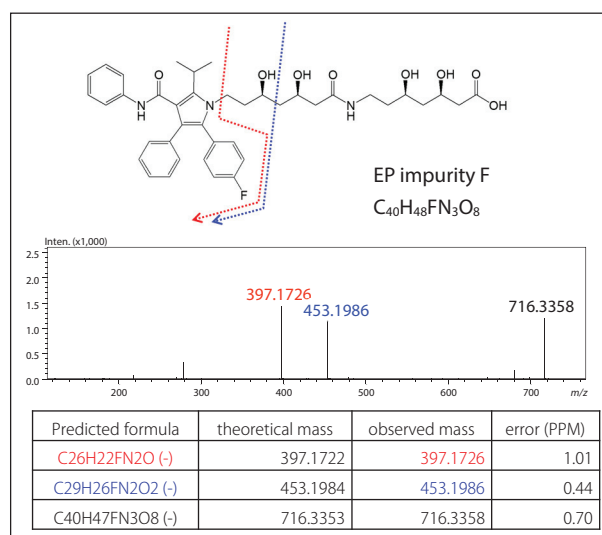 OH OH O OH OH O
O
N
H
N
N
H
OH
F
EP impurity F
C₄₀H₄₈FN₃O₈
Inten. (x1,000)
2.5
2.0
1.5
1.0
0.5
0.0
397.1726
453.1986
716.3358
200 300 400 500 600 700 m/z
Predicted formula theoretical mass observed mass error (PPM)
C26H22FN2O (-) 397.1722 397.1726 1.01
C29H26FN2O2 (-) 453.1984 453.1986 0.44
C40H47FN3O8 (-) 716.3353 716.3358 0.70